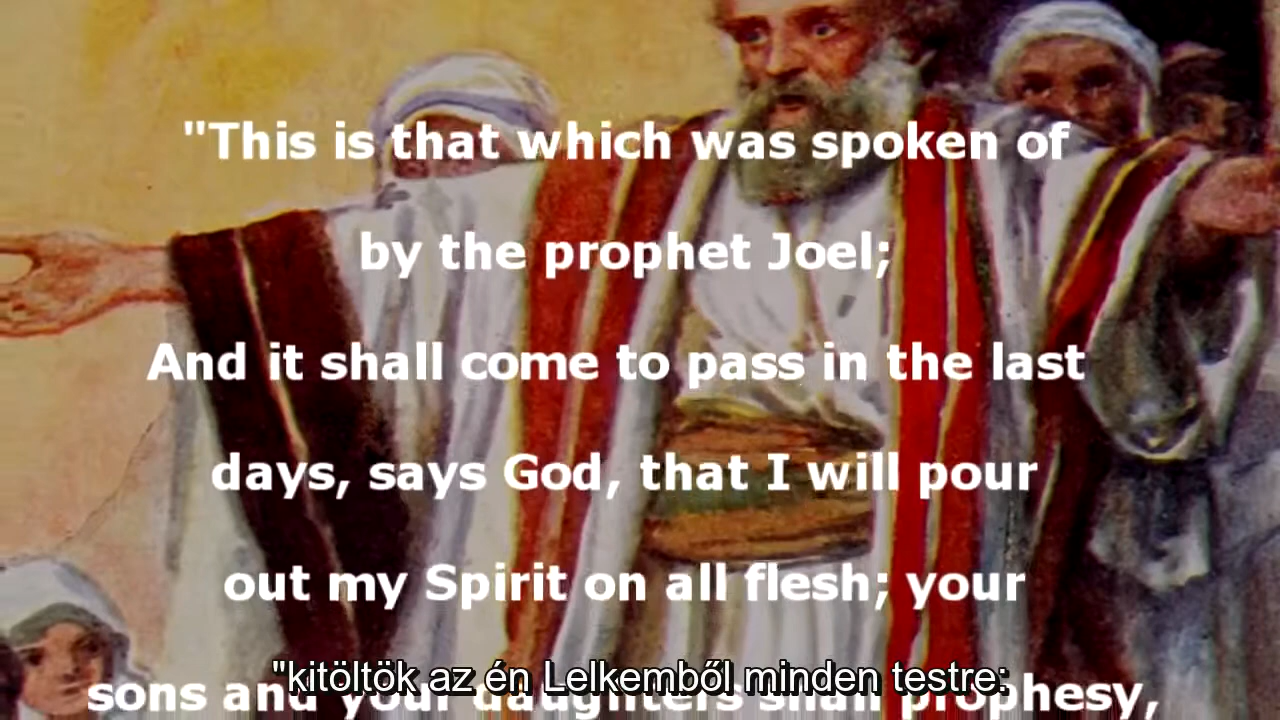 "This is that which was spoken of
by the prophet Joel;
And it shall come to pass in the last
days, says God, that I will pour
out my Spirit on all flesh; your
sons and your daughters shall prophesy,
"kitöltök az én Lelkemből minden testre: